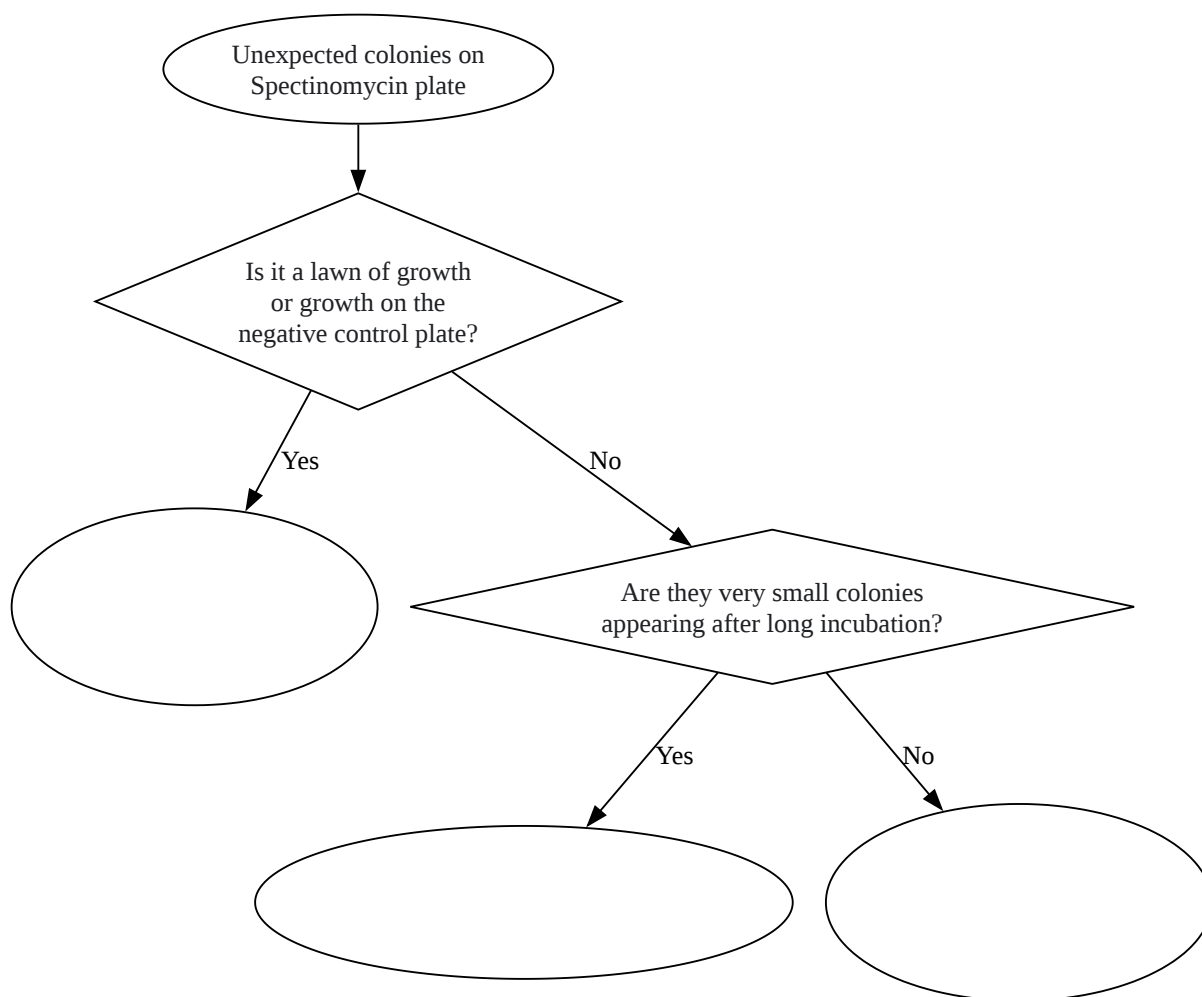 Unexpected colonies on
Spectinomycin plate
Is it a lawn of growth
or growth on the
negative control plate?
Yes
No
Are they very small colonies
appearing after long incubation?
Yes
No